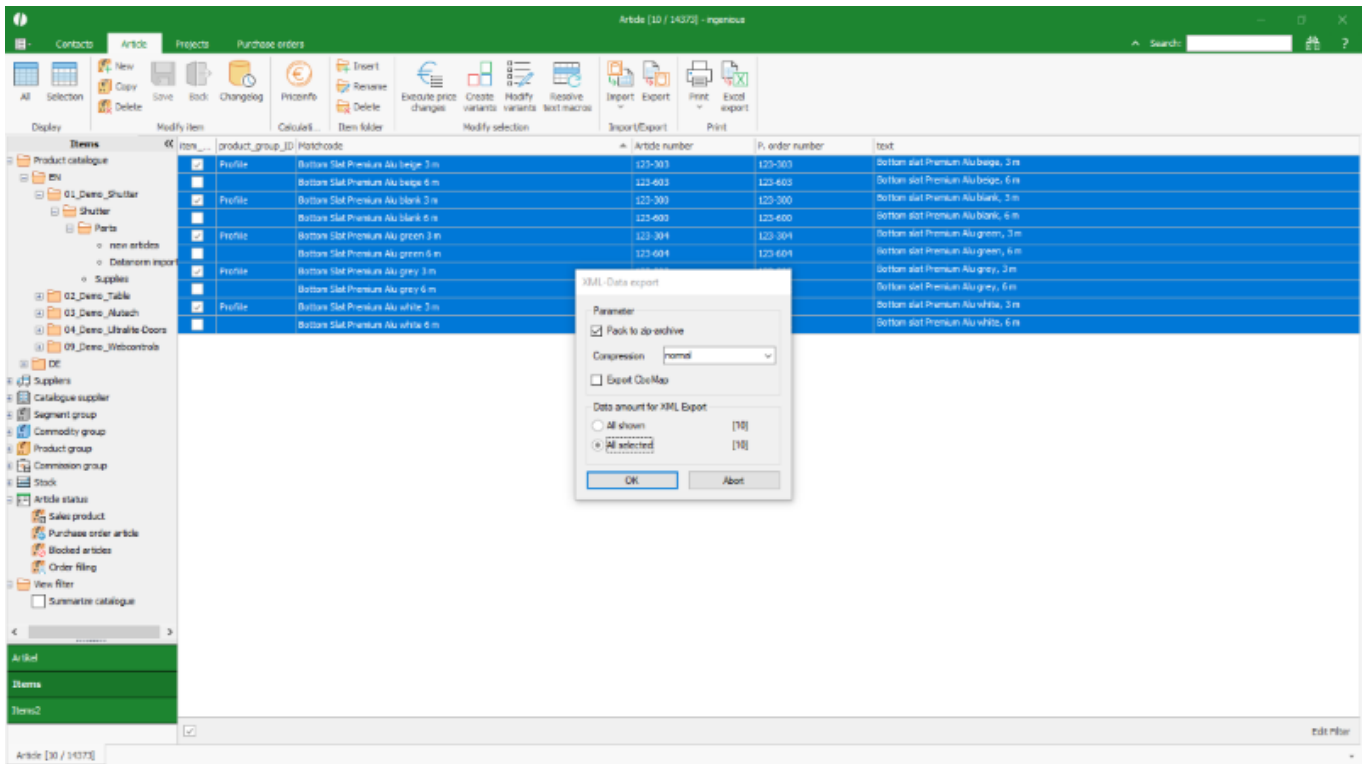 Article [10 / 14373] - ingenious
Contacts Article Projects Purchase orders Search: ?
New Insert
Copy Rename
Delete Delete
All Selection Save Back Changelog Priceinfo Execute price changes Create variants Modify variants Resolve text macros Import Export Print Excel export
Display Modify item Calculati... Item folder Modify selection Import/Export Print
Items item_... product_group_ID Matchcode Article number P. order number text
Product catalogue
EN
01_Demo_Shutter
Shutter
Parts
new articles
Datanorm import
Supplies
02_Demo_Table
03_Demo_Alutech
04_Demo_Ultralite-Doors
09_Demo_Webcontrols
DE
Suppliers
Catalogue supplier
Segment group
Commodity group
Product group
Commission group
Stock
Article status
Sales product
Purchase order article
Blocked articles
Order filing
View filter
Summarize catalogue
Artikel
Items
Items2
Profile Bottom Slat Premium Alu beige 3 m 123-303 123-303 Bottom slat Premium Alu beige, 3 m
Bottom Slat Premium Alu beige 6 m 123-603 123-603 Bottom slat Premium Alu beige, 6 m
Profile Bottom Slat Premium Alu blank 3 m 123-300 123-300 Bottom slat Premium Alu blank, 3 m
Bottom Slat Premium Alu blank 6 m 123-600 123-600 Bottom slat Premium Alu blank, 6 m
Profile Bottom Slat Premium Alu green 3 m 123-304 123-304 Bottom slat Premium Alu green, 3 m
Bottom Slat Premium Alu green 6 m 123-604 123-604 Bottom slat Premium Alu green, 6 m
Profile Bottom Slat Premium Alu grey 3 m Bottom slat Premium Alu grey, 3 m
Bottom Slat Premium Alu grey 6 m Bottom slat Premium Alu grey, 6 m
Profile Bottom Slat Premium Alu white 3 m Bottom slat Premium Alu white, 3 m
Bottom Slat Premium Alu white 6 m Bottom slat Premium Alu white, 6 m
XML-Data export
Parameter
Pack to zip-archive
Compression normal
Export CboMap
Data amount for XML Export
All shown [10]
All selected [10]
OK Abort
Edit Filter
Article [10 / 14373]